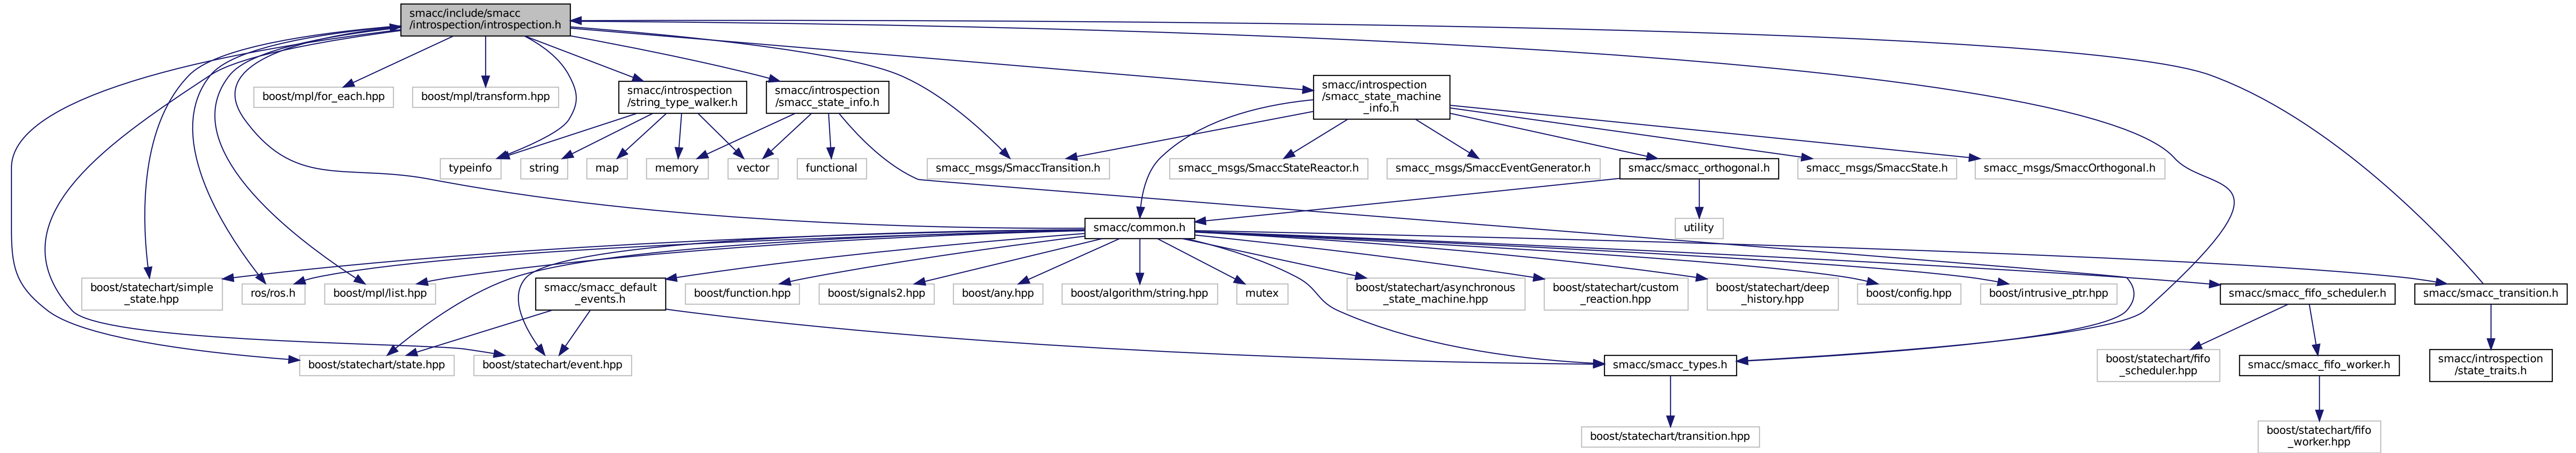 smacc/include/smacc
/introspection/introspection.h
boost/mpl/for_each.hpp
boost/mpl/transform.hpp
smacc/introspection
/string_type_walker.h
smacc/introspection
/smacc_state_info.h
smacc/introspection
/smacc_state_machine
_info.h
typeinfo
string
map
memory
vector
functional
smacc_msgs/SmaccTransition.h
smacc_msgs/SmaccStateReactor.h
smacc_msgs/SmaccEventGenerator.h
smacc/smacc_orthogonal.h
smacc_msgs/SmaccState.h
smacc_msgs/SmaccOrthogonal.h
smacc/common.h
utility
boost/statechart/simple
_state.hpp
ros/ros.h
boost/mpl/list.hpp
smacc/smacc_default
_events.h
boost/function.hpp
boost/signals2.hpp
boost/any.hpp
boost/algorithm/string.hpp
mutex
boost/statechart/asynchronous
_state_machine.hpp
boost/statechart/custom
_reaction.hpp
boost/statechart/deep
_history.hpp
boost/config.hpp
boost/intrusive_ptr.hpp
smacc/smacc_fifo_scheduler.h
smacc/smacc_transition.h
boost/statechart/state.hpp
boost/statechart/event.hpp
smacc/smacc_types.h
boost/statechart/fifo
_scheduler.hpp
smacc/smacc_fifo_worker.h
smacc/introspection
/state_traits.h
boost/statechart/transition.hpp
boost/statechart/fifo
_worker.hpp